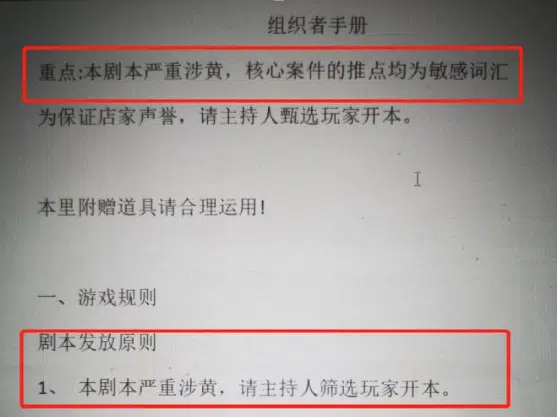 组织者手册
重点:本剧本严重涉黄，核心案件的推点均为敏感词汇
为保证店家声誉，请主持人甄选玩家开本。
本里附赠道具请合理运用!
一、游戏规则
剧本发放原则
1、 本剧本严重涉黄，请主持人筛选玩家开本。